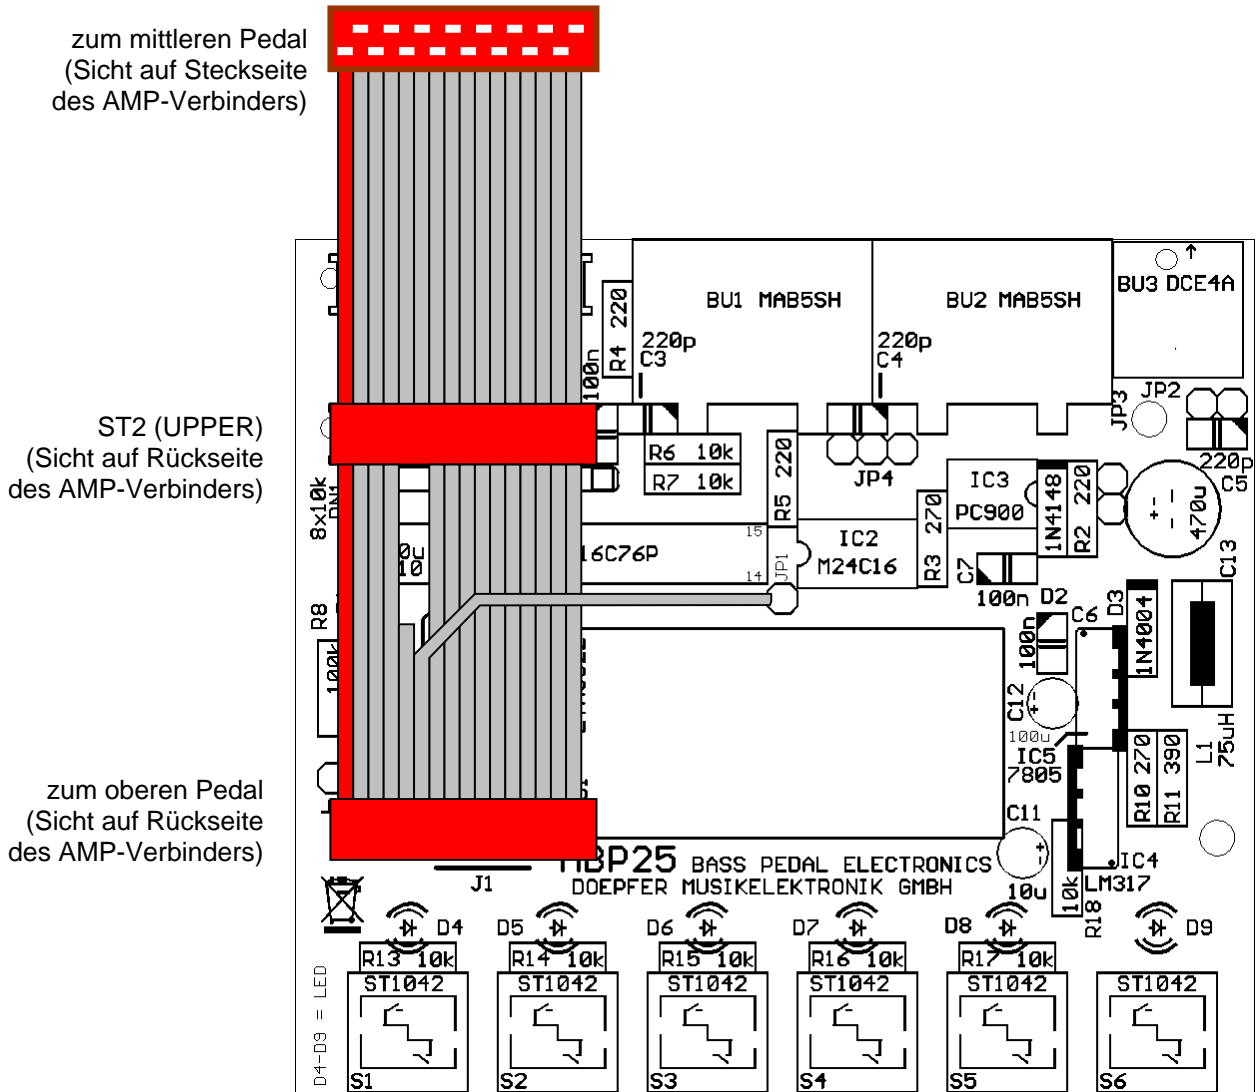 zum mittleren Pedal
(Sicht auf Steckseite
des AMP-Verbinders)
BU1 MAB5SH
BU2 MAB5SH
BU3 DCE4A
R4 220
220p
C3
220p
C4
100n
JP3
JP2
ST2 (UPPER)
(Sicht auf Rückseite
des AMP-Verbinders)
R6 10k
R7 10k
R5 220
JP4
IC3
PC900
1N4148
R2 220
220p
C5
470u
8x10k
15
16C76P
14
JP1
IC2
M24C16
R3 270
C7
100n
C13
R8
100k
D2
100n
C6
D3
1N4004
C12
100u
IC5
7805
L1
75uH
R10 270
R11 390
zum oberen Pedal
(Sicht auf Rückseite
des AMP-Verbinders)
C11
10u
IC4
LM317
R18 10k
MBP25 BASS PEDAL ELECTRONICS
DOEPFER MUSIKELEKTRONIK GMBH
J1
D4 D5 D6 D7 D8 D9
R13 10k R14 10k R15 10k R16 10k R17 10k
ST1042 ST1042 ST1042 ST1042 ST1042 ST1042
S1 S2 S3 S4 S5 S6
D4-D9 = LED